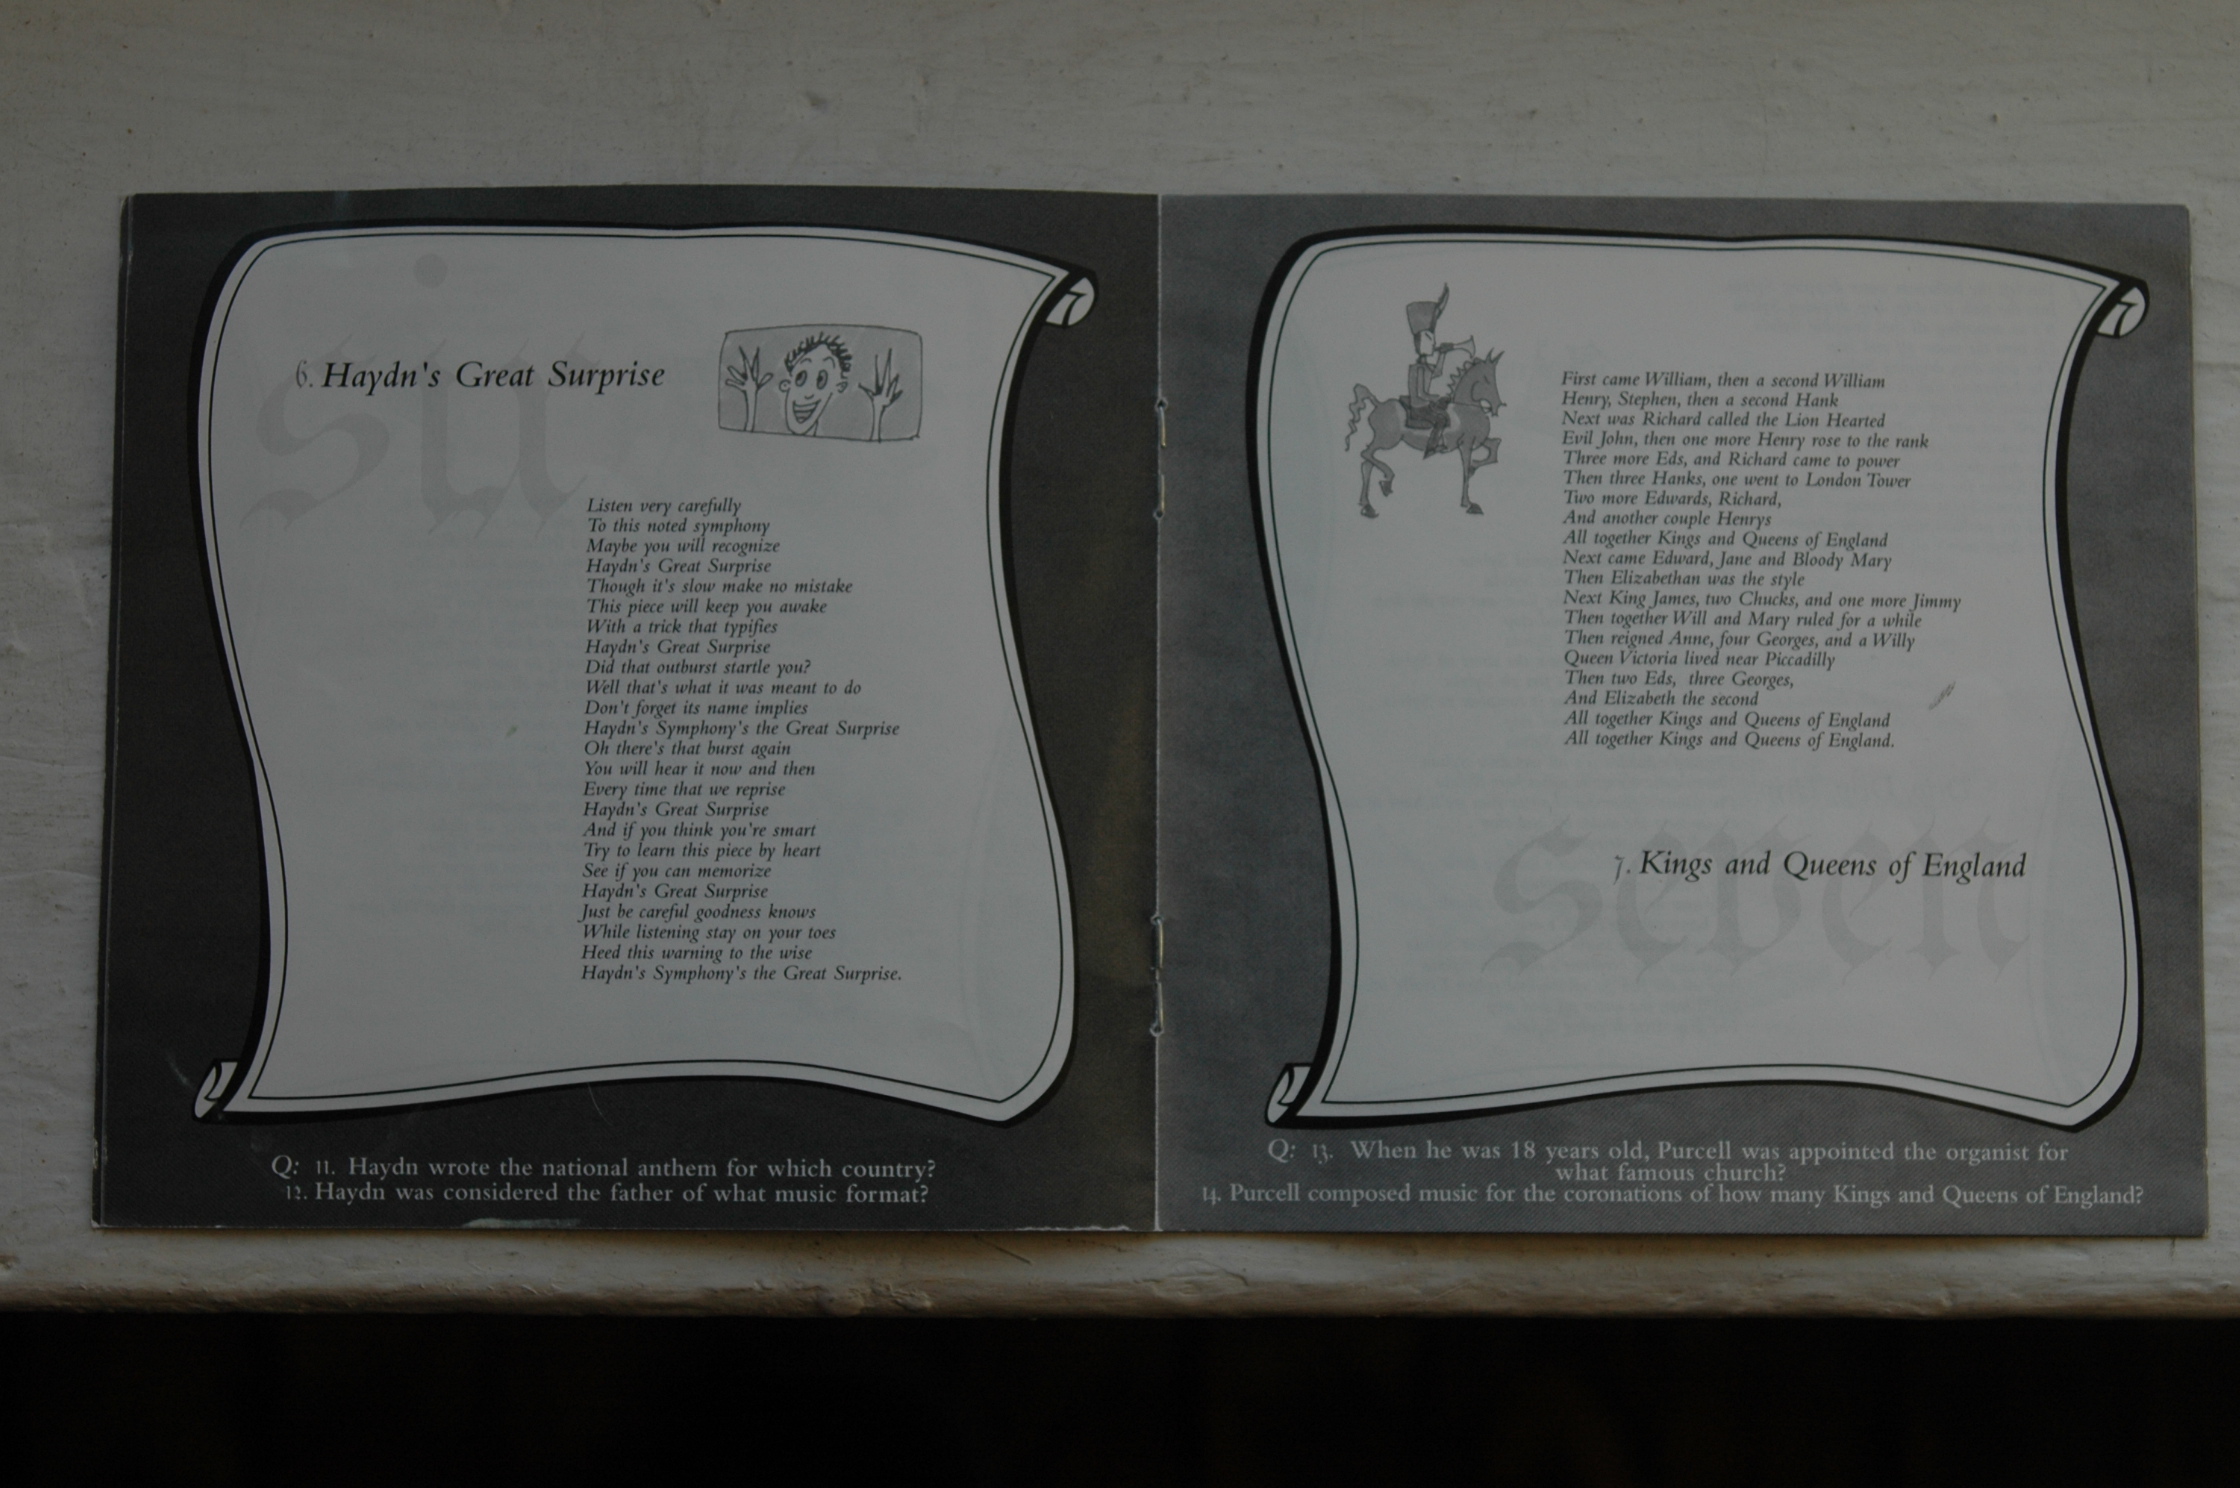 six
6. Haydn's Great Surprise
Listen very carefully
To this noted symphony
Maybe you will recognize
Haydn's Great Surprise
Though it's slow make no mistake
This piece will keep you awake
With a trick that typifies
Haydn's Great Surprise
Did that outburst startle you?
Well that's what it was meant to do
Don't forget its name implies
Haydn's Symphony's the Great Surprise
Oh there's that burst again
You will hear it now and then
Every time that we reprise
Haydn's Great Surprise
And if you think you're smart
Try to learn this piece by heart
See if you can memorize
Haydn's Great Surprise
Just be careful goodness knows
While listening stay on your toes
Heed this warning to the wise
Haydn's Symphony's the Great Surprise.
Q: 11. Haydn wrote the national anthem for which country?
12. Haydn was considered the father of what music format?
First came William, then a second William
Henry, Stephen, then a second Hank
Next was Richard called the Lion Hearted
Evil John, then one more Henry rose to the rank
Three more Eds, and Richard came to power
Then three Hanks, one went to London Tower
Two more Edwards, Richard,
And another couple Henrys
All together Kings and Queens of England
Next came Edward, Jane and Bloody Mary
Then Elizabethan was the style
Next King James, two Chucks, and one more Jimmy
Then together Will and Mary ruled for a while
Then reigned Anne, four Georges, and a Willy
Queen Victoria lived near Piccadilly
Then two Eds, three Georges,
And Elizabeth the second
All together Kings and Queens of England
All together Kings and Queens of England.
seven
7. Kings and Queens of England
Q: 13. When he was 18 years old, Purcell was appointed the organist for
what famous church?
14. Purcell composed music for the coronations of how many Kings and Queens of England?